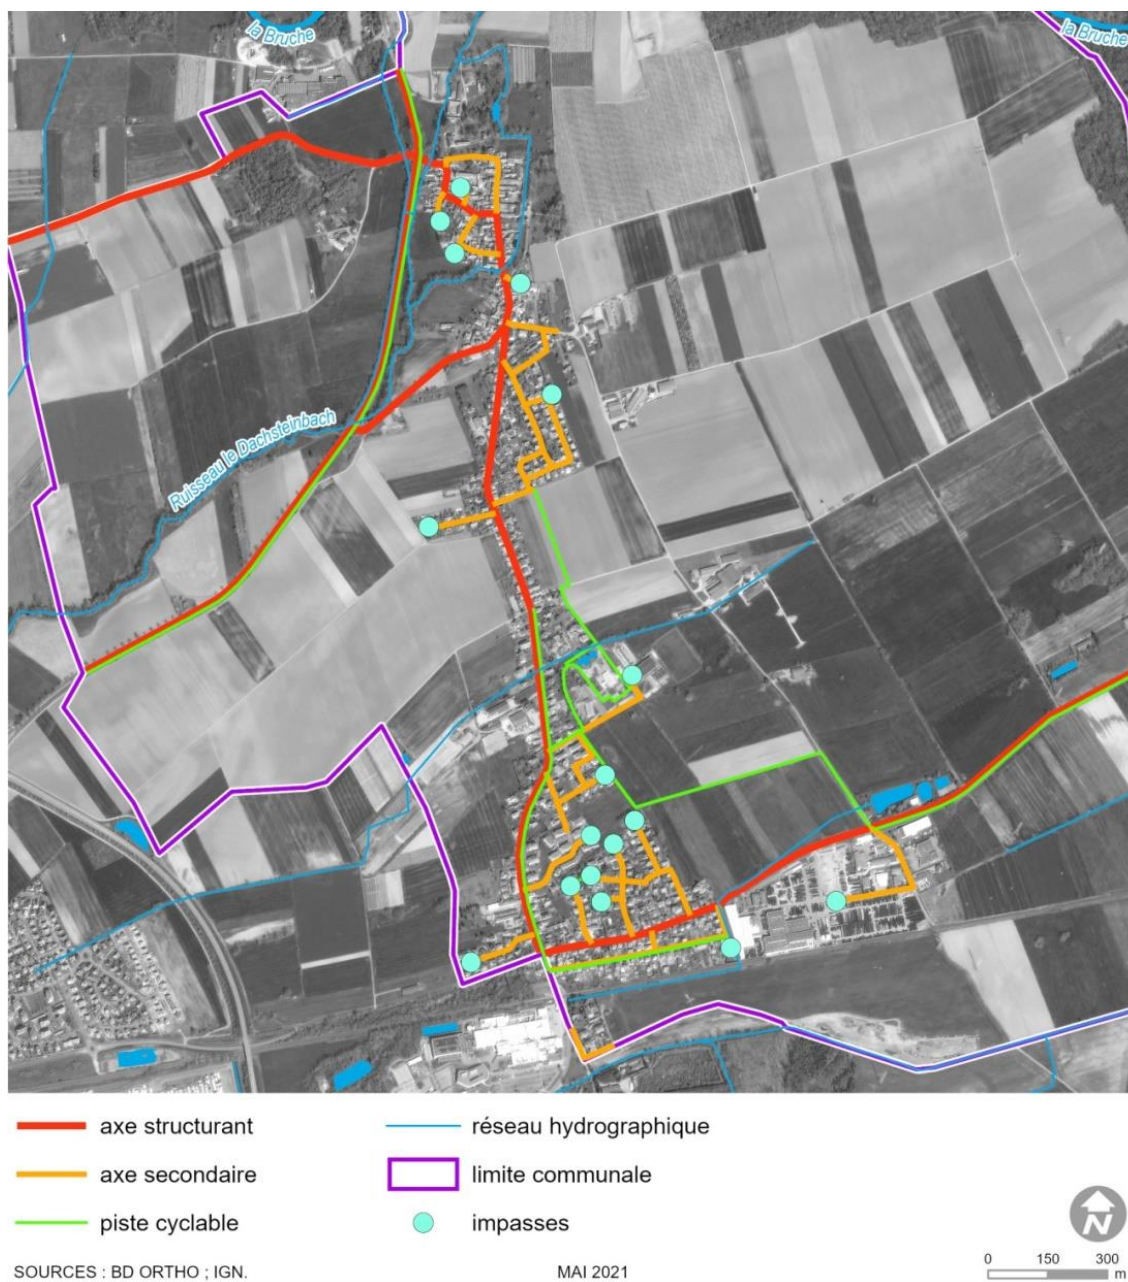 la Bruche
la Bruche
Ruisseau le Dachsteinbach
axe structurant
réseau hydrographique
axe secondaire
limite communale
piste cyclable
impasses
N
SOURCES : BD ORTHO ; IGN.
MAI 2021
0 150 300
m